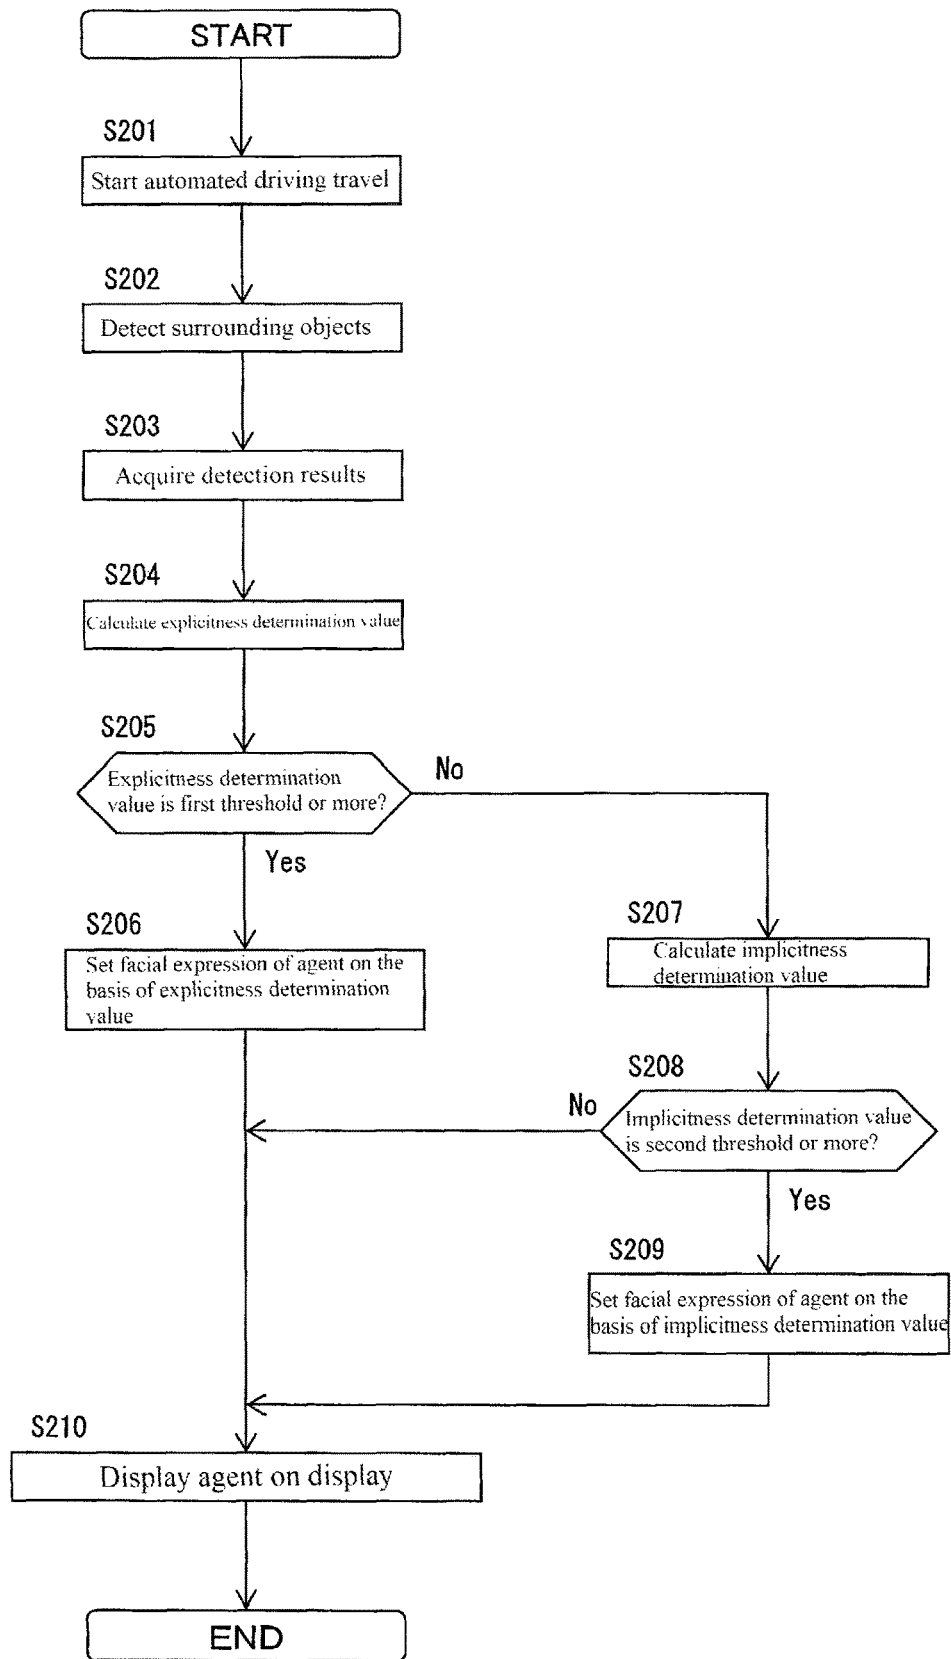 START
S201
Start automated driving travel
S202
Detect surrounding objects
S203
Acquire detection results
S204
Calculate explicitness determination value
S205
Explicitness determination
value is first threshold or more?
No
Yes
S206
Set facial expression of agent on the
basis of explicitness determination
value
S207
Calculate implicitness
determination value
S208
No
Implicitness determination value
is second threshold or more?
Yes
S209
Set facial expression of agent on the
basis of implicitness determination value
S210
Display agent on display
END